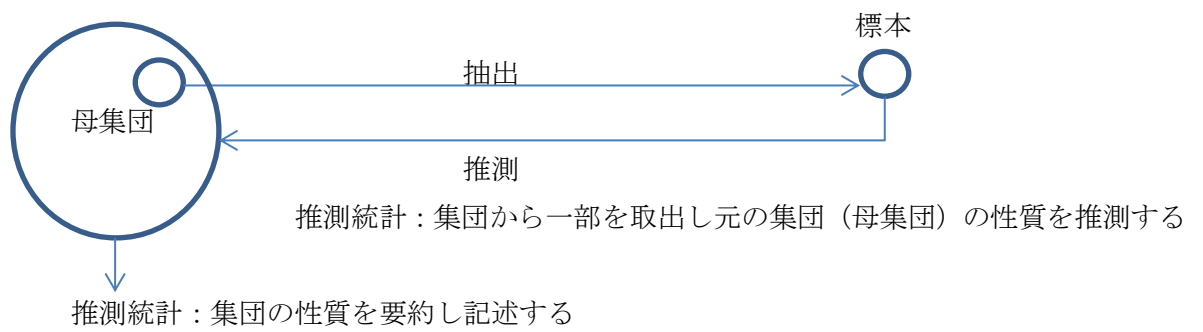 標本
抽出
母集団
推測
推測統計：集団から一部を取出し元の集団（母集団）の性質を推測する
推測統計：集団の性質を要約し記述する